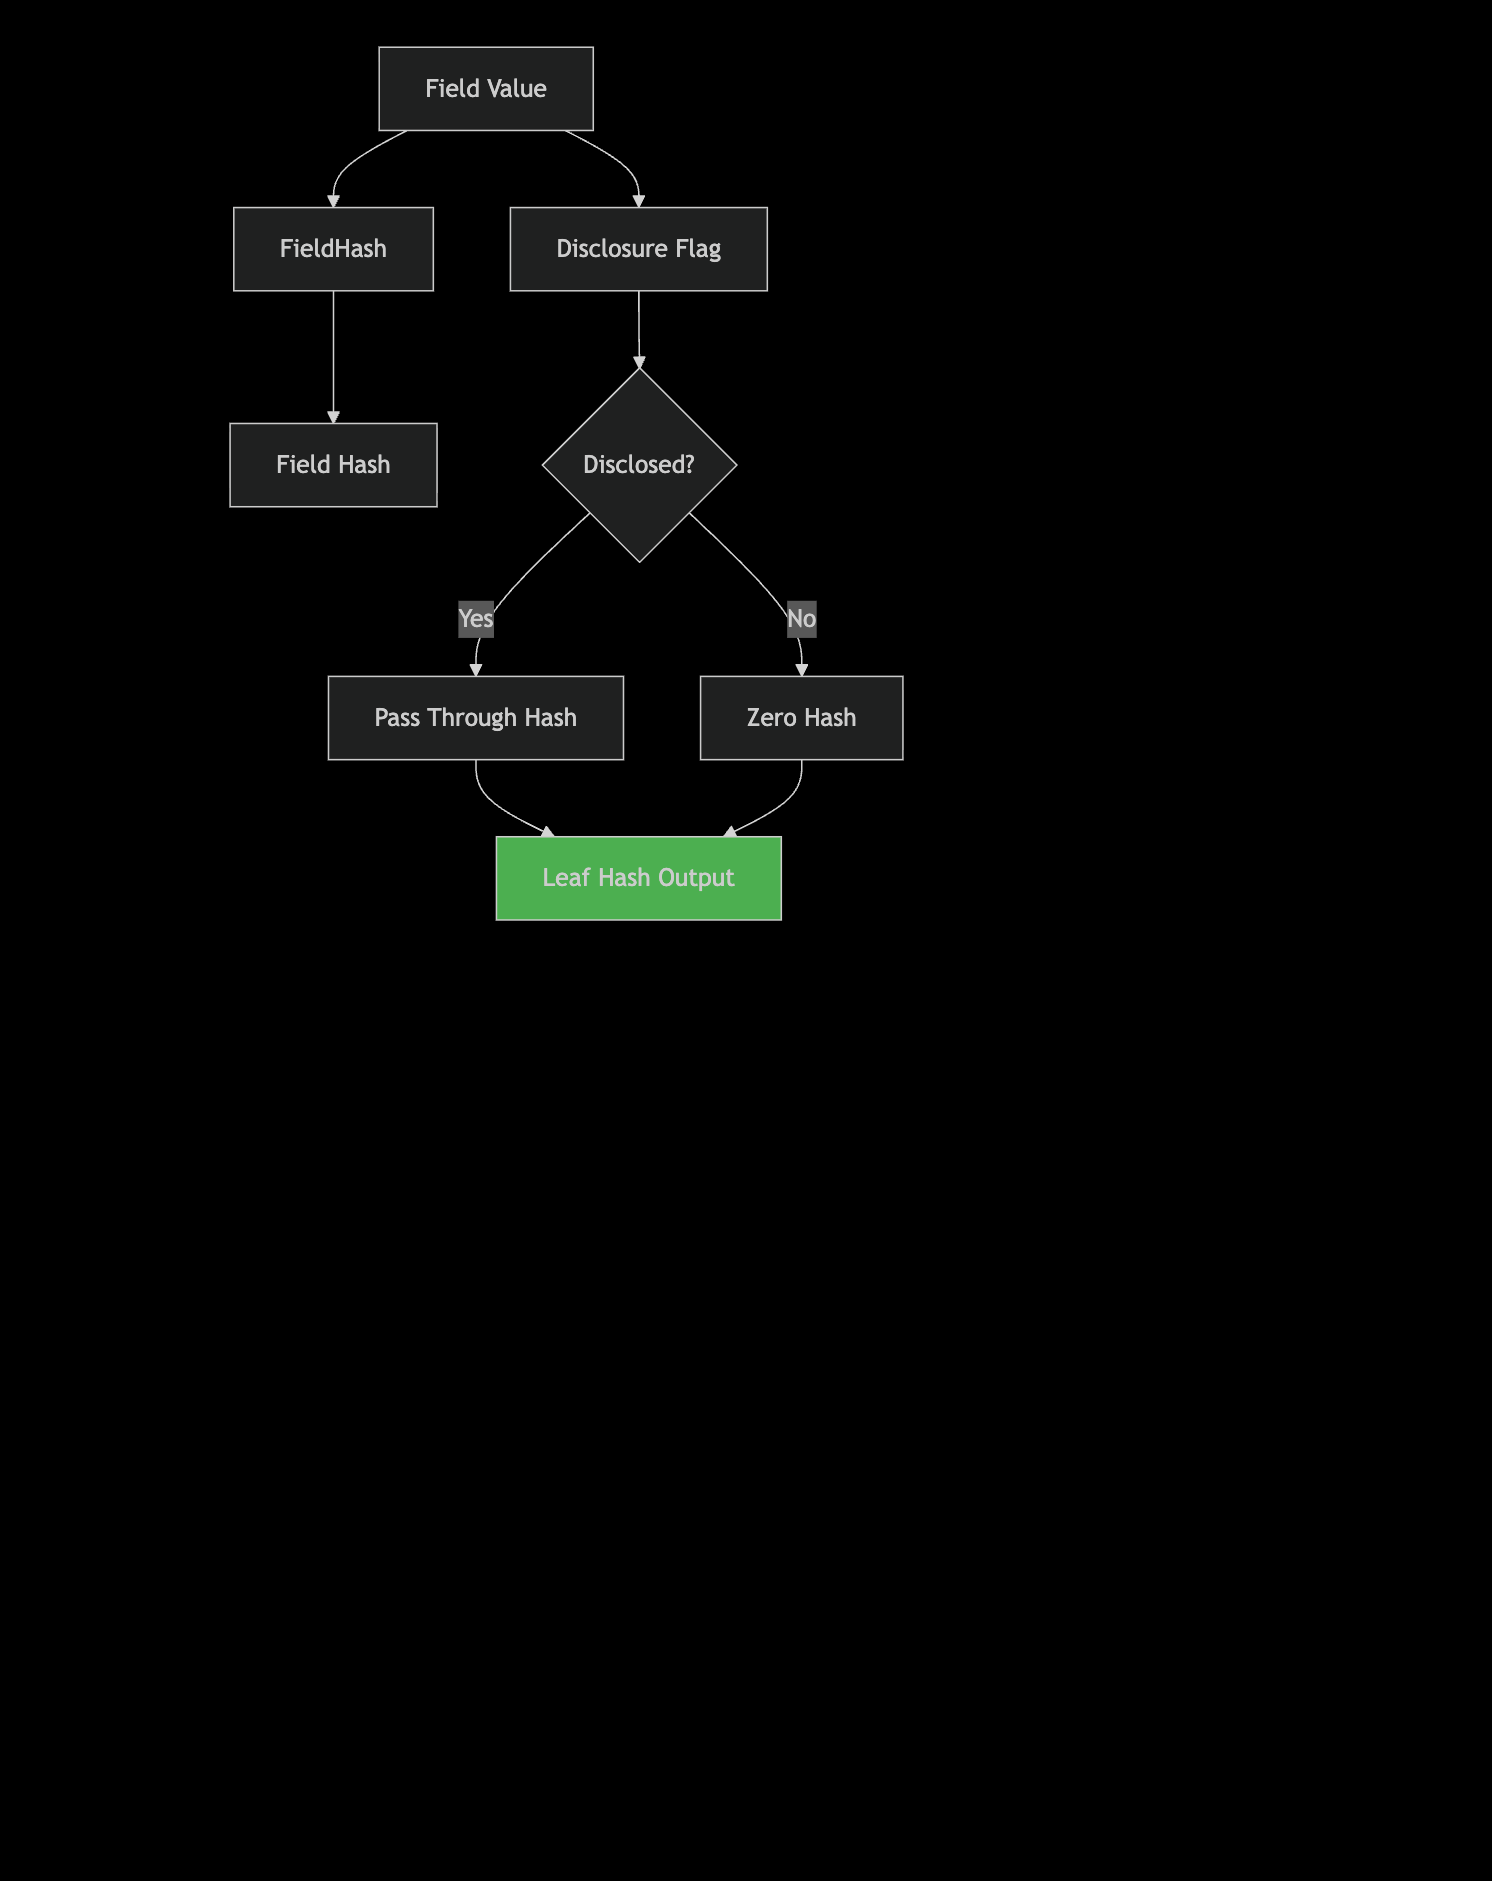 Field Value
FieldHash
Disclosure Flag
Field Hash
Disclosed?
Yes
No
Pass Through Hash
Zero Hash
Leaf Hash Output